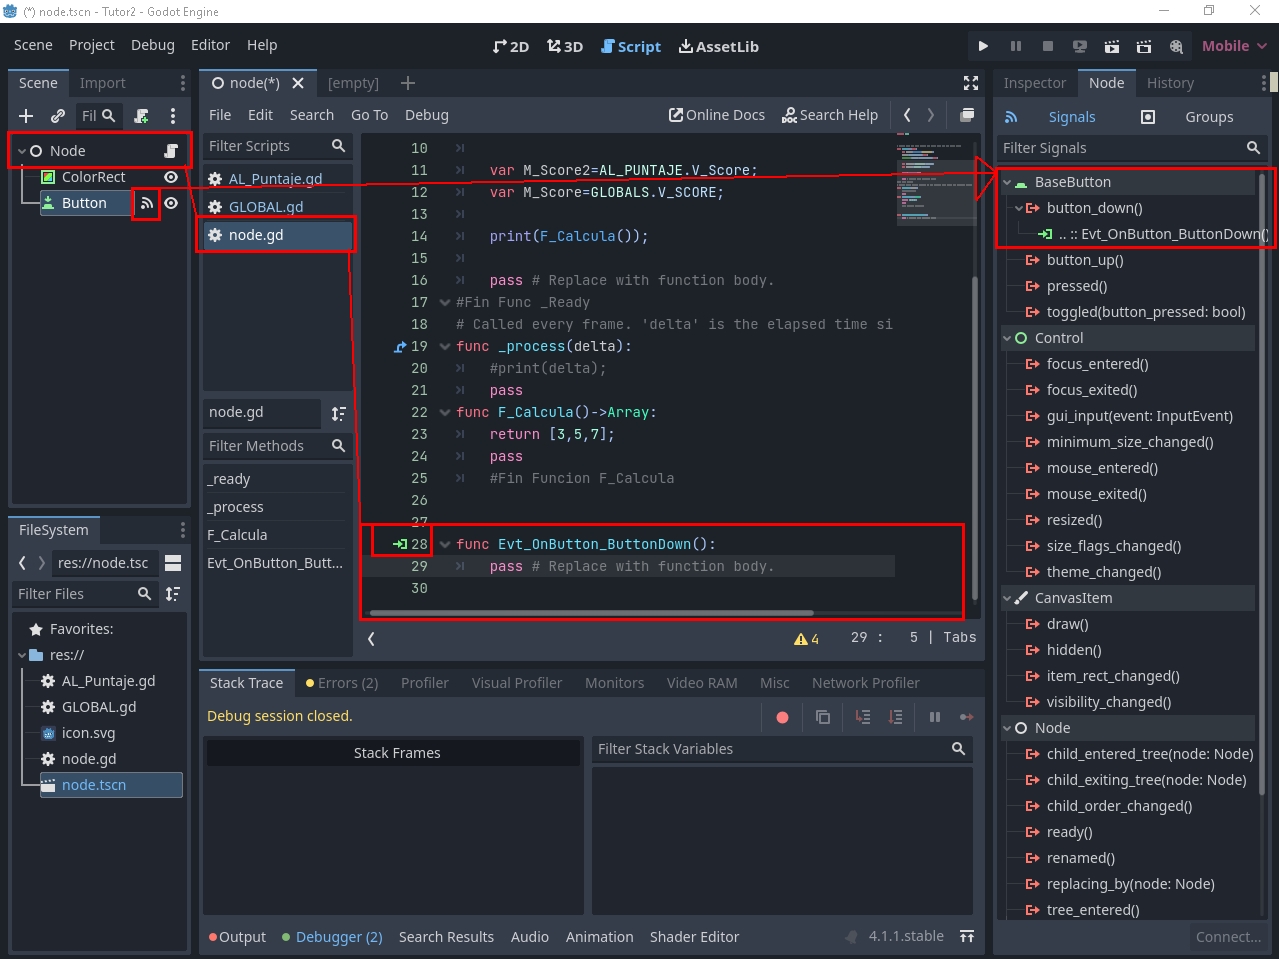 (*) node.tscn - Tutor2 - Godot Engine
Scene Project Debug Editor Help
2D 3D Script AssetLib
Mobile
Scene Import
Fil
Node
ColorRect
Button
FileSystem
res://node.tsc
Filter Files
Favorites:
res://
AL_Puntaje.gd
GLOBAL.gd
icon.svg
node.gd
node.tscn
node(*) [empty]
File Edit Search Go To Debug
Online Docs Search Help
Filter Scripts
AL_Puntaje.gd
GLOBAL.gd
node.gd
node.gd
Filter Methods
_ready
_process
F_Calcula
Evt_OnButton_Butt...
10
11 var M_Score2=AL_PUNTAJE.V_Score;
12 var M_Score=GLOBALS.V_SCORE;
13
14 print(F_Calcula());
15
16 pass # Replace with function body.
17 #Fin Func _Ready
18 # Called every frame. 'delta' is the elapsed time si
19 func _process(delta):
20 #print(delta);
21 pass
22 func F_Calcula()->Array:
23 return [3,5,7];
24 pass
25 #Fin Funcion F_Calcula
26
27
28 func Evt_OnButton_ButtonDown():
29 pass # Replace with function body.
30
4 29 : 5 | Tabs
Stack Trace Errors (2) Profiler Visual Profiler Monitors Video RAM Misc Network Profiler
Debug session closed.
Stack Frames
Filter Stack Variables
Output Debugger (2) Search Results Audio Animation Shader Editor
4.1.1.stable
Inspector Node History
Signals Groups
Filter Signals
BaseButton
button_down()
.. :: Evt_OnButton_ButtonDown()
button_up()
pressed()
toggled(button_pressed: bool)
Control
focus_entered()
focus_exited()
gui_input(event: InputEvent)
minimum_size_changed()
mouse_entered()
mouse_exited()
resized()
size_flags_changed()
theme_changed()
CanvasItem
draw()
hidden()
item_rect_changed()
visibility_changed()
Node
child_entered_tree(node: Node)
child_exiting_tree(node: Node)
child_order_changed()
ready()
renamed()
replacing_by(node: Node)
tree_entered()
Connect...